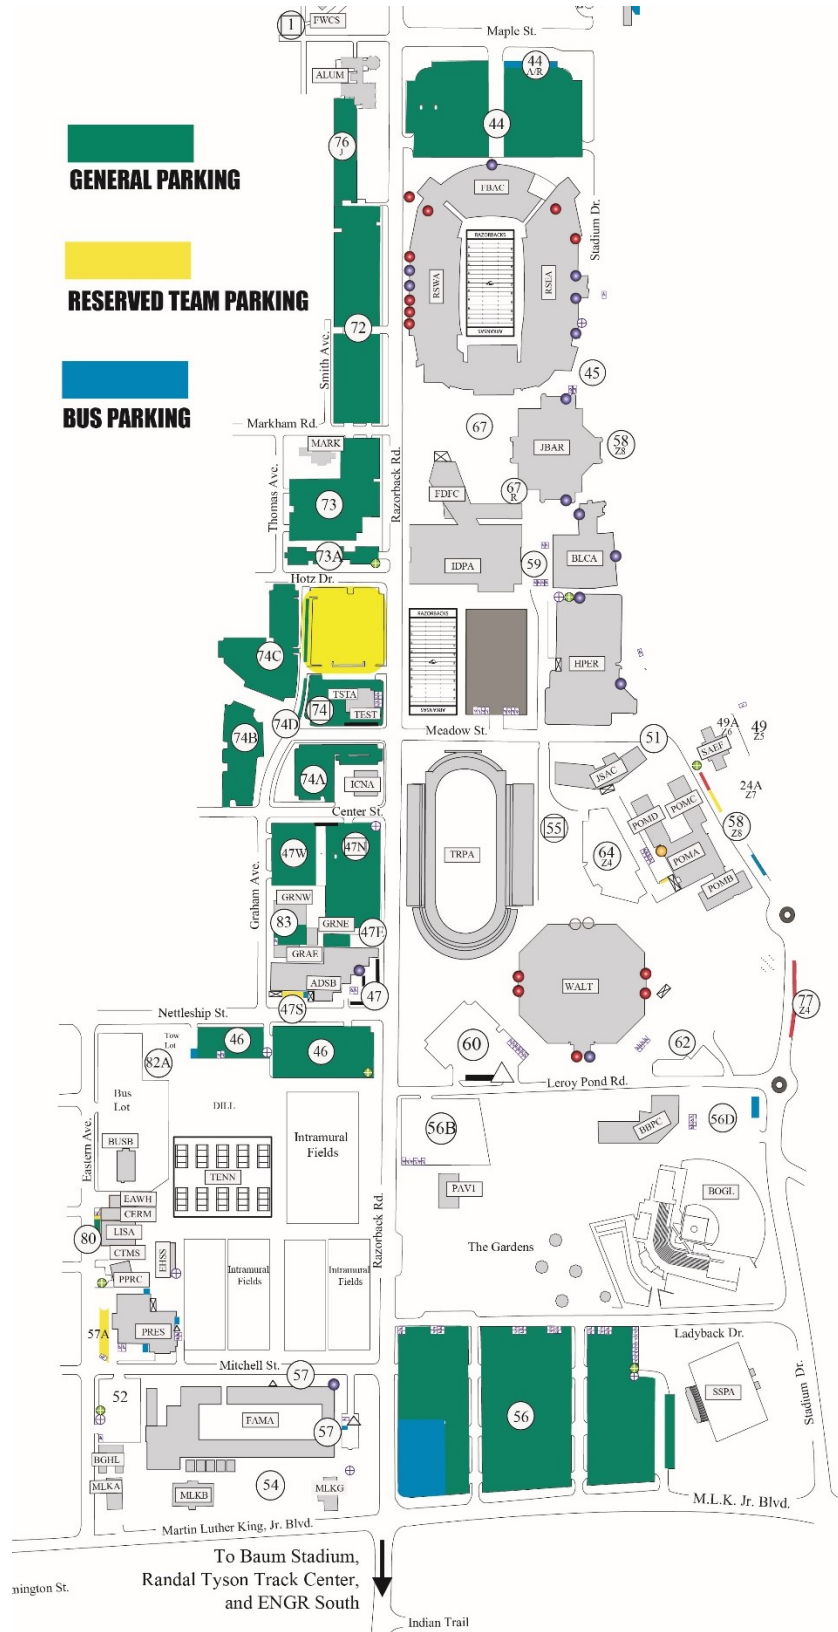 1
FWCS
Maple St.
ALUM
44
A/R
GENERAL PARKING
76
J
44
FBAC
Stadium Dr.
RESERVED TEAM PARKING
RAZORBACKS
RSWA
RSEA
ARKANSAS
72
Smith Ave.
BUS PARKING
45
Markham Rd.
67
MARK
JBAR
58
Z8
Razorback Rd.
Thomas Ave.
FDFC
67
R
73
73A
IDPA
59
BLCA
Hotz Dr.
RAZORBACKS
74C
HPER
TSTA
74
TEST
ARKANSAS
74D
74B
Meadow St.
51
49A
Z6
49
Z5
SAEF
JSAC
74A
ICNA
24A
Z7
POMC
POMD
Center St.
58
Z8
55
47W
47N
TRPA
64
Z4
POMA
POMB
Graham Ave.
GRNW
83
GRNE
47E
GRAE
ADSB
WALT
47
47S
77
Z4
Nettleship St.
46
46
Tow
Lot
82A
60
62
Leroy Pond Rd.
Bus
Lot
DILL
56B
BBPC
56D
Intramural
Fields
Eastern Ave.
BUSB
TENN
PAV1
BOGL
EAWH
CERM
Razorback Rd.
80
LISA
The Gardens
CTMS
EHSS
Intramural
Fields
Intramural
Fields
PPRC
57A
PRES
Ladyback Dr.
Mitchell St.
57
SSPA
Stadium Dr.
52
FAMA
56
57
BGHL
54
MLKA
MLKB
MLKG
M.L.K. Jr. Blvd.
Martin Luther King, Jr. Blvd.
To Baum Stadium,
Randal Tyson Track Center,
and ENGR South
mington St.
Indian Trail